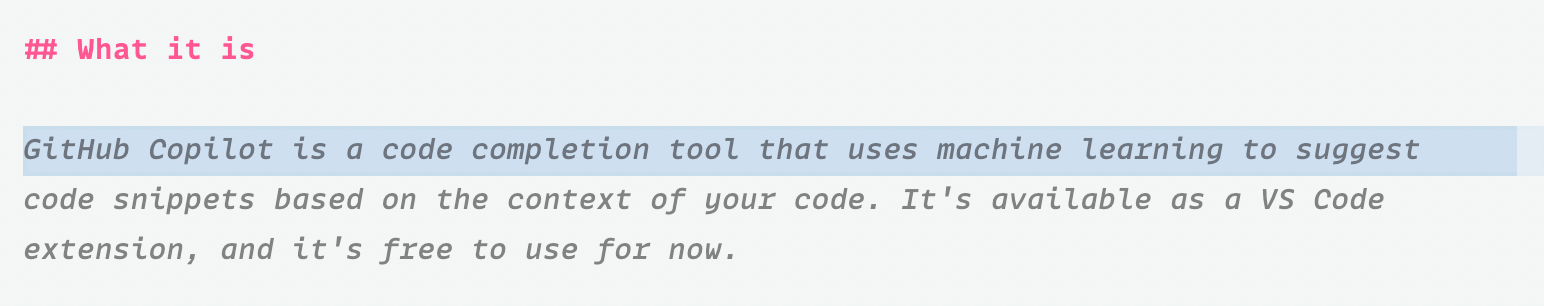 ## What it is
GitHub Copilot is a code completion tool that uses machine learning to suggest
code snippets based on the context of your code. It's available as a VS Code
extension, and it's free to use for now.